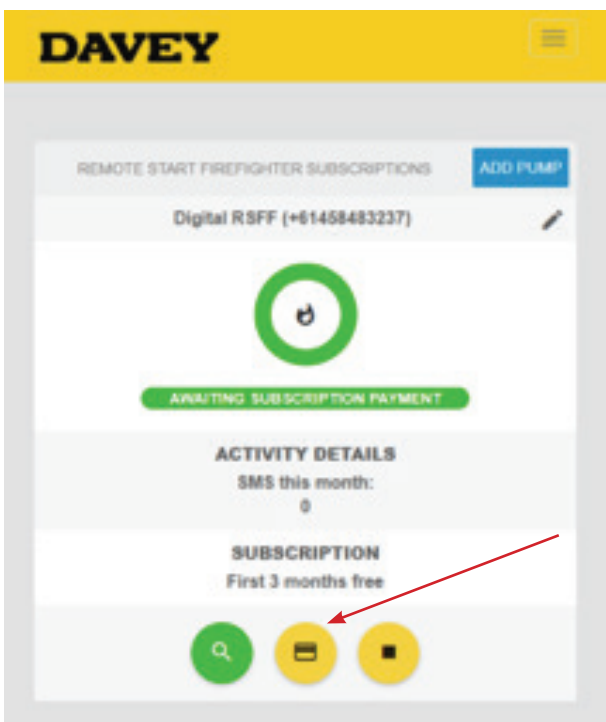 DAVEY
REMOTE START FIREFIGHTER SUBSCRIPTIONS
ADD PUMP
Digital RSFF (+61458483237)
AWAITING SUBSCRIPTION PAYMENT
ACTIVITY DETAILS
SMS this month:
0
SUBSCRIPTION
First 3 months free